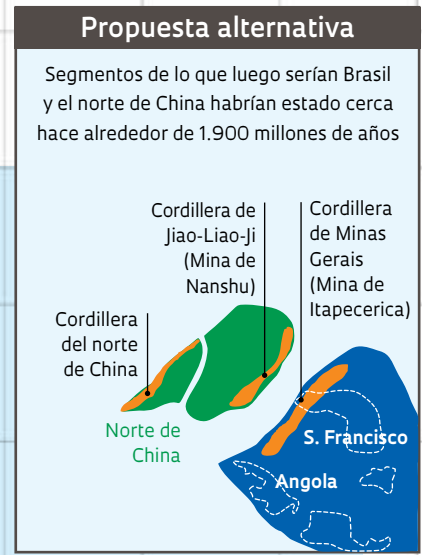 Propuesta alternativa
Segmentos de lo que luego serían Brasil
y el norte de China habrían estado cerca
hace alrededor de 1.900 millones de años
Cordillera de
Jiao-Liao-Ji
(Mina de
Nanshu)
Cordillera
de Minas
Gerais
(Mina de
Itapecerica)
Cordillera
del norte
de China
Norte de
China
S. Francisco
Angola